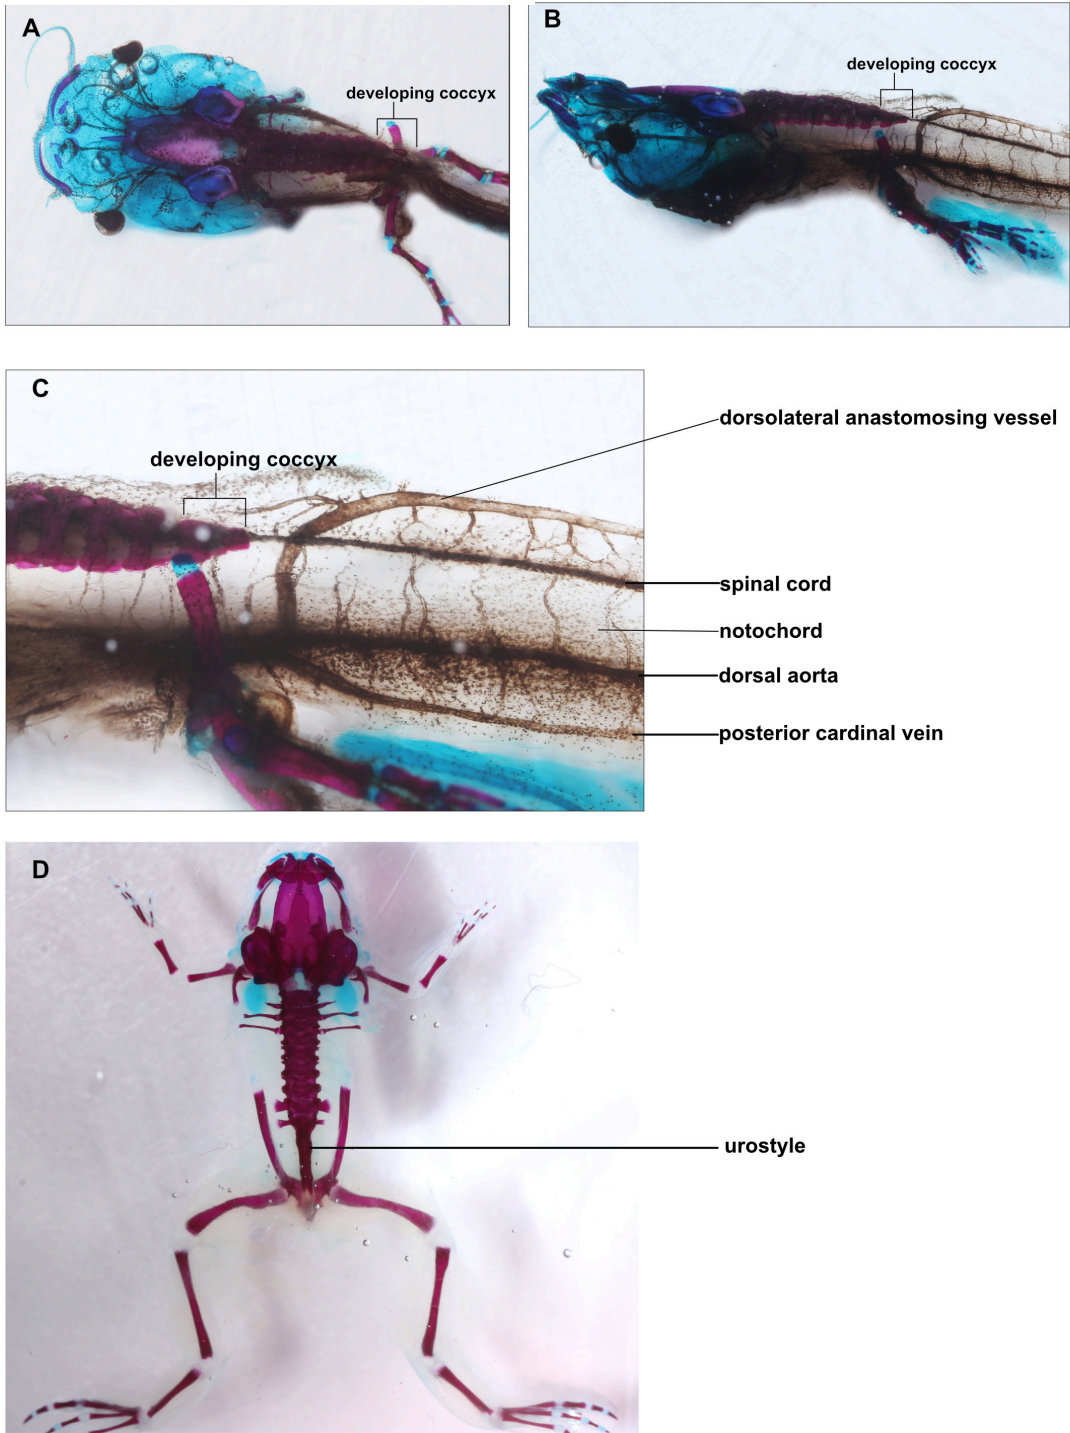 A
developing coccyx
B
developing coccyx
C
developing coccyx
dorsolateral anastomosing vessel
spinal cord
notochord
dorsal aorta
posterior cardinal vein
D
urostyle